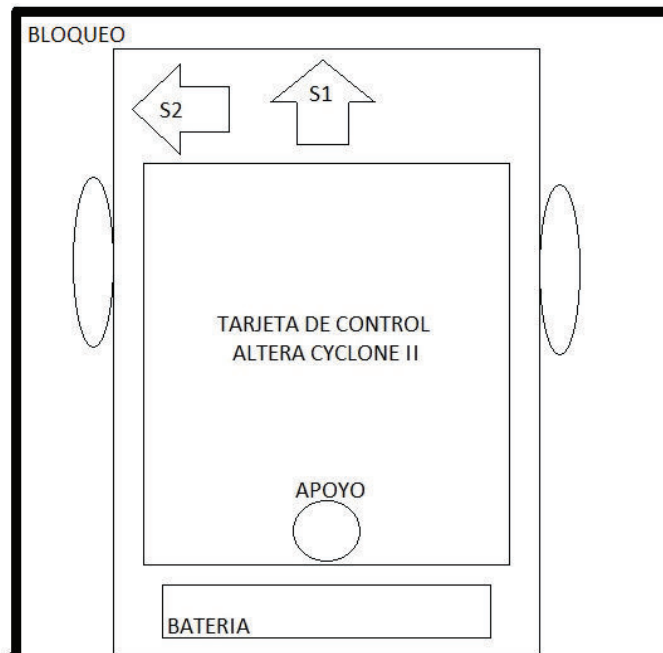 BLOQUEO
S2
S1
TARJETA DE CONTROL
ALTERA CYCLONE II
APOYO
BATERIA